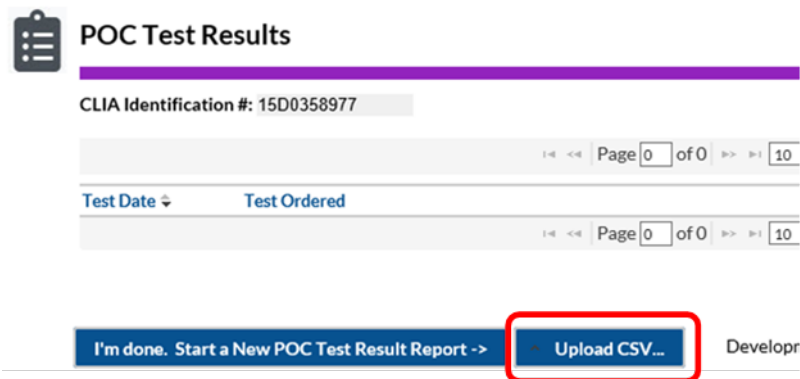 POC Test Results
CLIA Identification #: 15D0358977
Page 0 of 0 10
Test Date Test Ordered
Page 0 of 0 10
I'm done. Start a New POC Test Result Report -> Upload CSV...